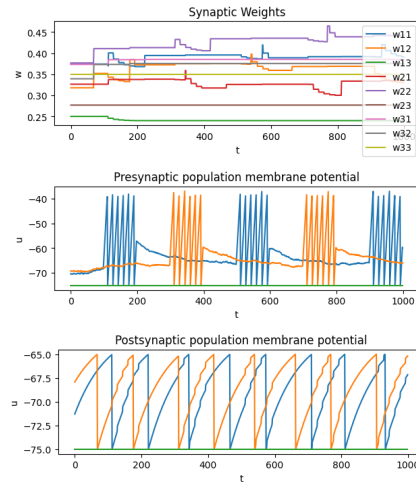 Synaptic Weights
0.45
0.40
0.35
0.30
0.25
w
0
200
400
600
800
t
w11
w12
w13
w21
w22
w23
w31
w32
w33
Presynaptic population membrane potential
−40
−50
−60
−70
u
0
200
400
600
800
1000
t
Postsynaptic population membrane potential
−65.0
−67.5
−70.0
−72.5
−75.0
u
0
200
400
600
800
1000
t